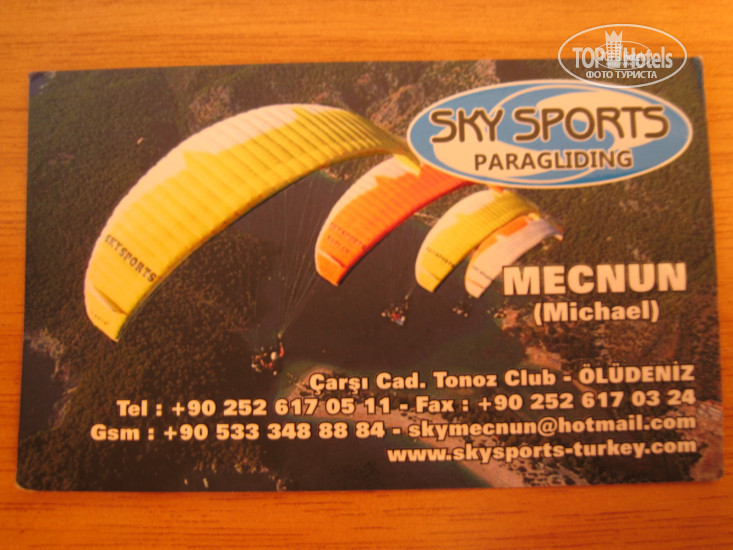 TOP Hotels
ФОТО ТУРИСТА
SKY SPORTS
PARAGLIDING
SKYSPORTS
MECNUN
(Michael)
Çarşı Cad. Tonoz Club - ÖLÜDENİZ
Tel : +90 252 617 05 11 - Fax : +90 252 617 03 24
Gsm : +90 533 348 88 84 - skymecnun@hotmail.com
www.skysports-turkey.com